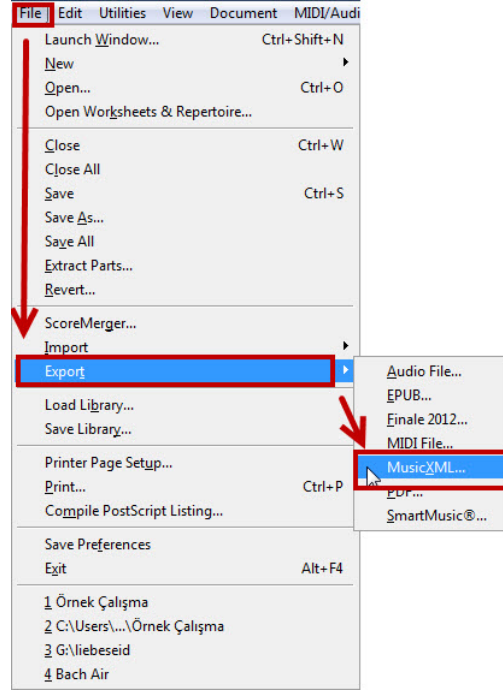 File Edit Utilities View Document MIDI/Audi
Launch Window... Ctrl+Shift+N
New
Open... Ctrl+O
Open Worksheets & Repertoire...
Close Ctrl+W
Close All
Save Ctrl+S
Save As...
Save All
Extract Parts...
Revert...
ScoreMerger...
Import
Export
Audio File...
EPUB...
Finale 2012...
MIDI File...
MusicXML...
PDF...
SmartMusic®...
Load Library...
Save Library...
Printer Page Setup...
Print... Ctrl+P
Compile PostScript Listing...
Save Preferences
Exit Alt+F4
1 Örnek Çalışma
2 C:\Users\...\Örnek Çalışma
3 G:\liebeseid
4 Bach Air